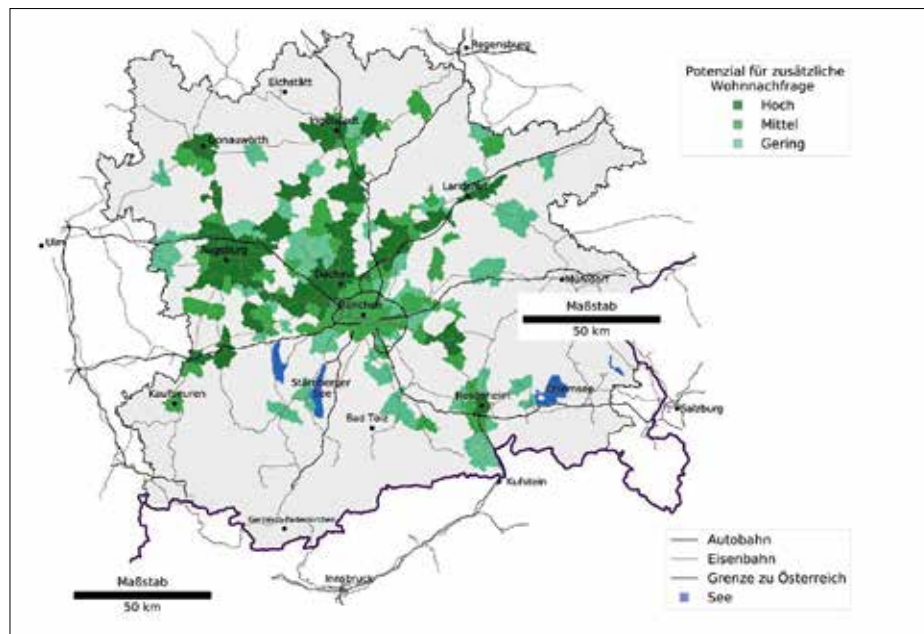 Regensburg
Eichstätt
Potenzial für zusätzliche
Wohnnachfrage
Hoch
Mittel
Gering
Ingolstadt
Donauwörth
Landshut
Ulm
Augsburg
Dachau
Mühldorf
München
Maßstab
50 km
Starnberger
See
Chiemsee
Kaufbeuren
Rosenheim
Salzburg
Bad Tölz
Kufstein
Garmisch-Partenkirchen
Autobahn
Eisenbahn
Grenze zu Österreich
See
Innsbruck
Maßstab
50 km